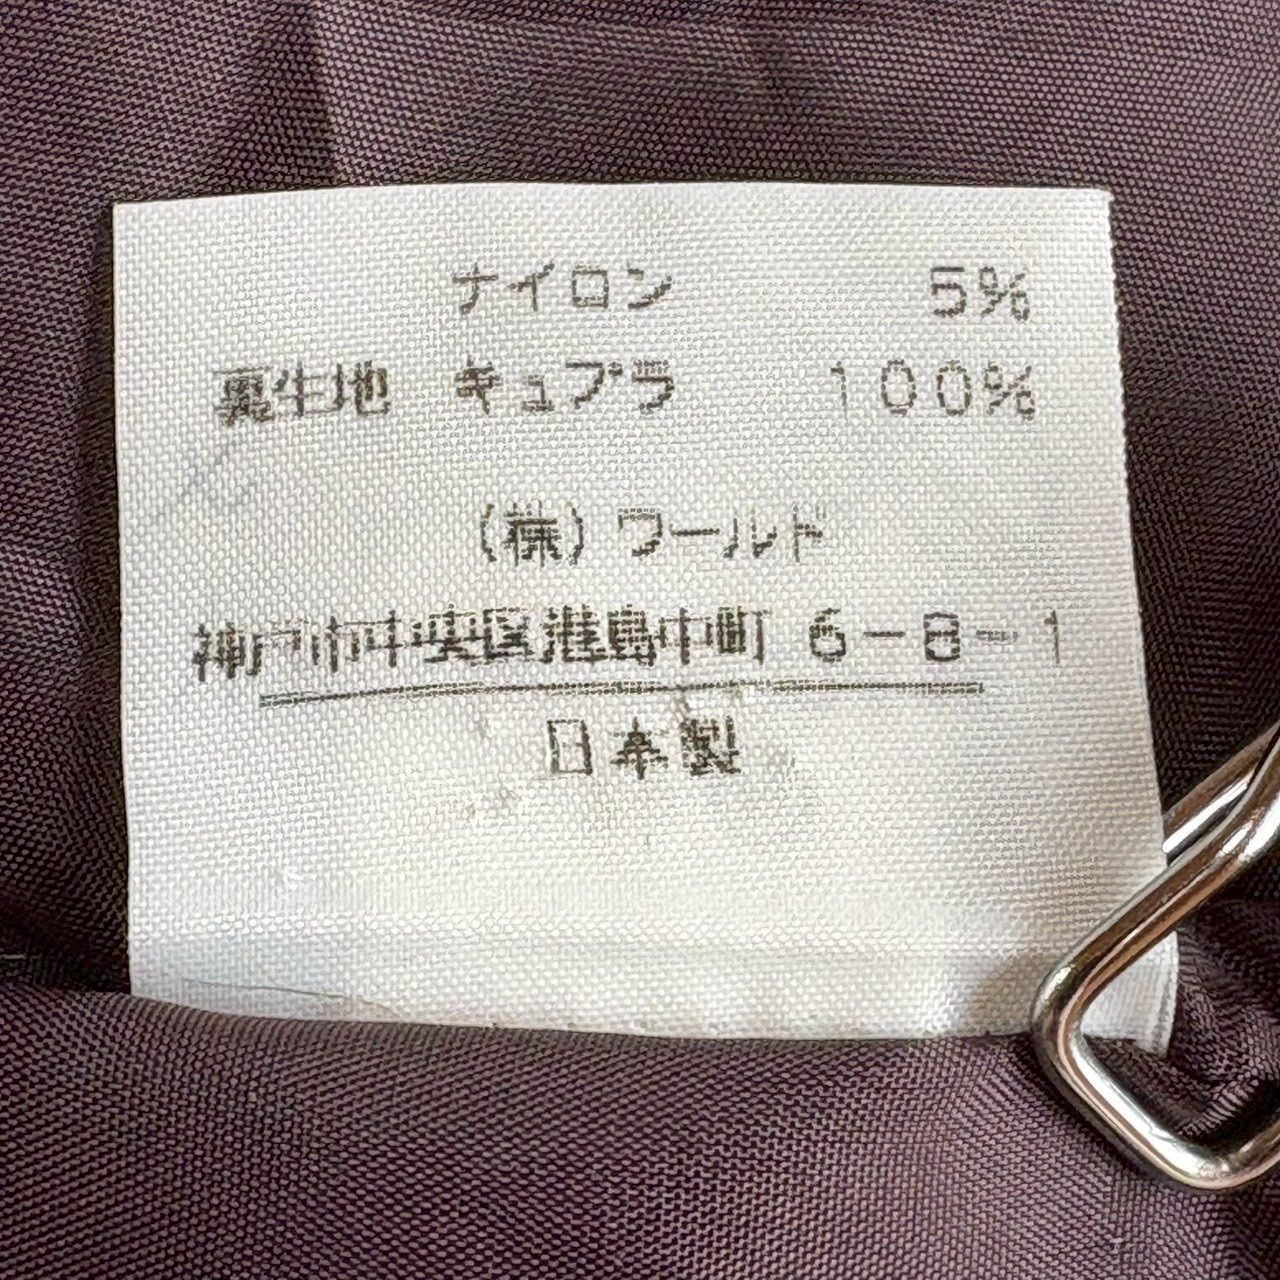 ナイロン 5%
裏生地 キュプラ 100%
(株)ワールド
神戸市中央区港島中町 6-8-1
日本製